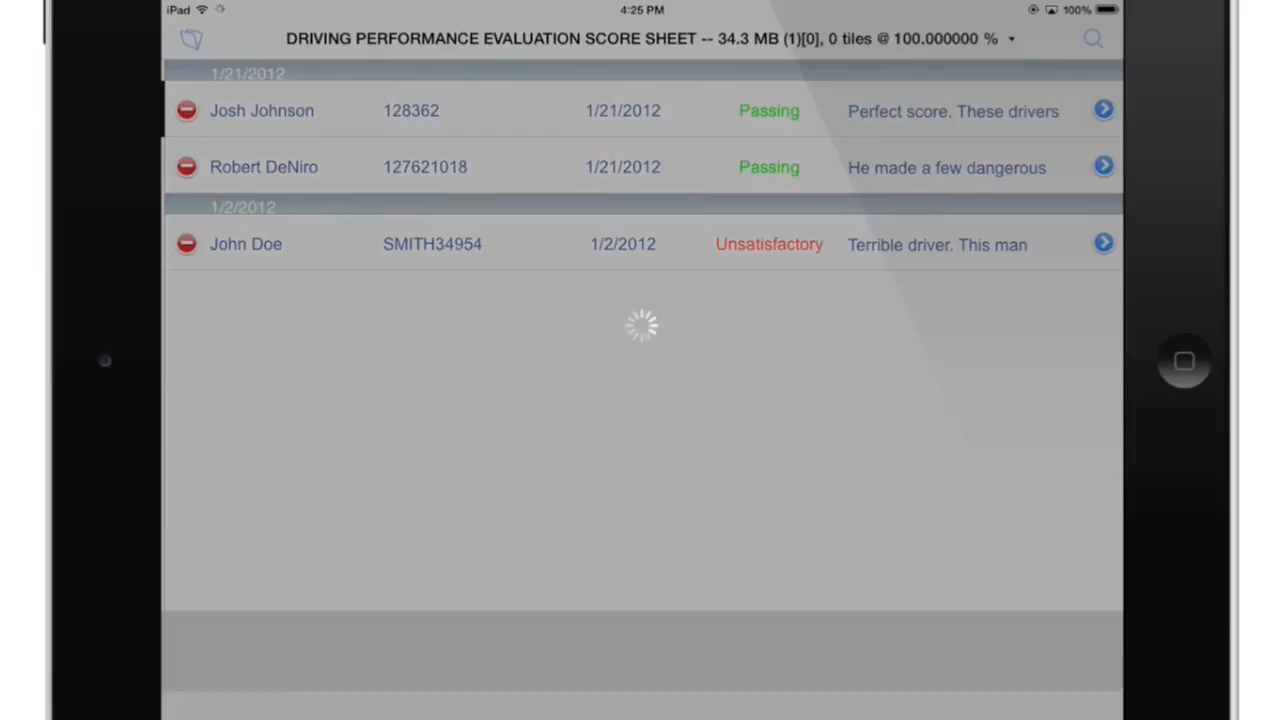 iPad 4:25 PM 100%
DRIVING PERFORMANCE EVALUATION SCORE SHEET -- 34.3 MB (1)[0], 0 tiles @ 100.000000 %
1/21/2012
Josh Johnson 128362 1/21/2012 Passing Perfect score. These drivers
Robert DeNiro 127621018 1/21/2012 Passing He made a few dangerous
1/2/2012
John Doe SMITH34954 1/2/2012 Unsatisfactory Terrible driver. This man